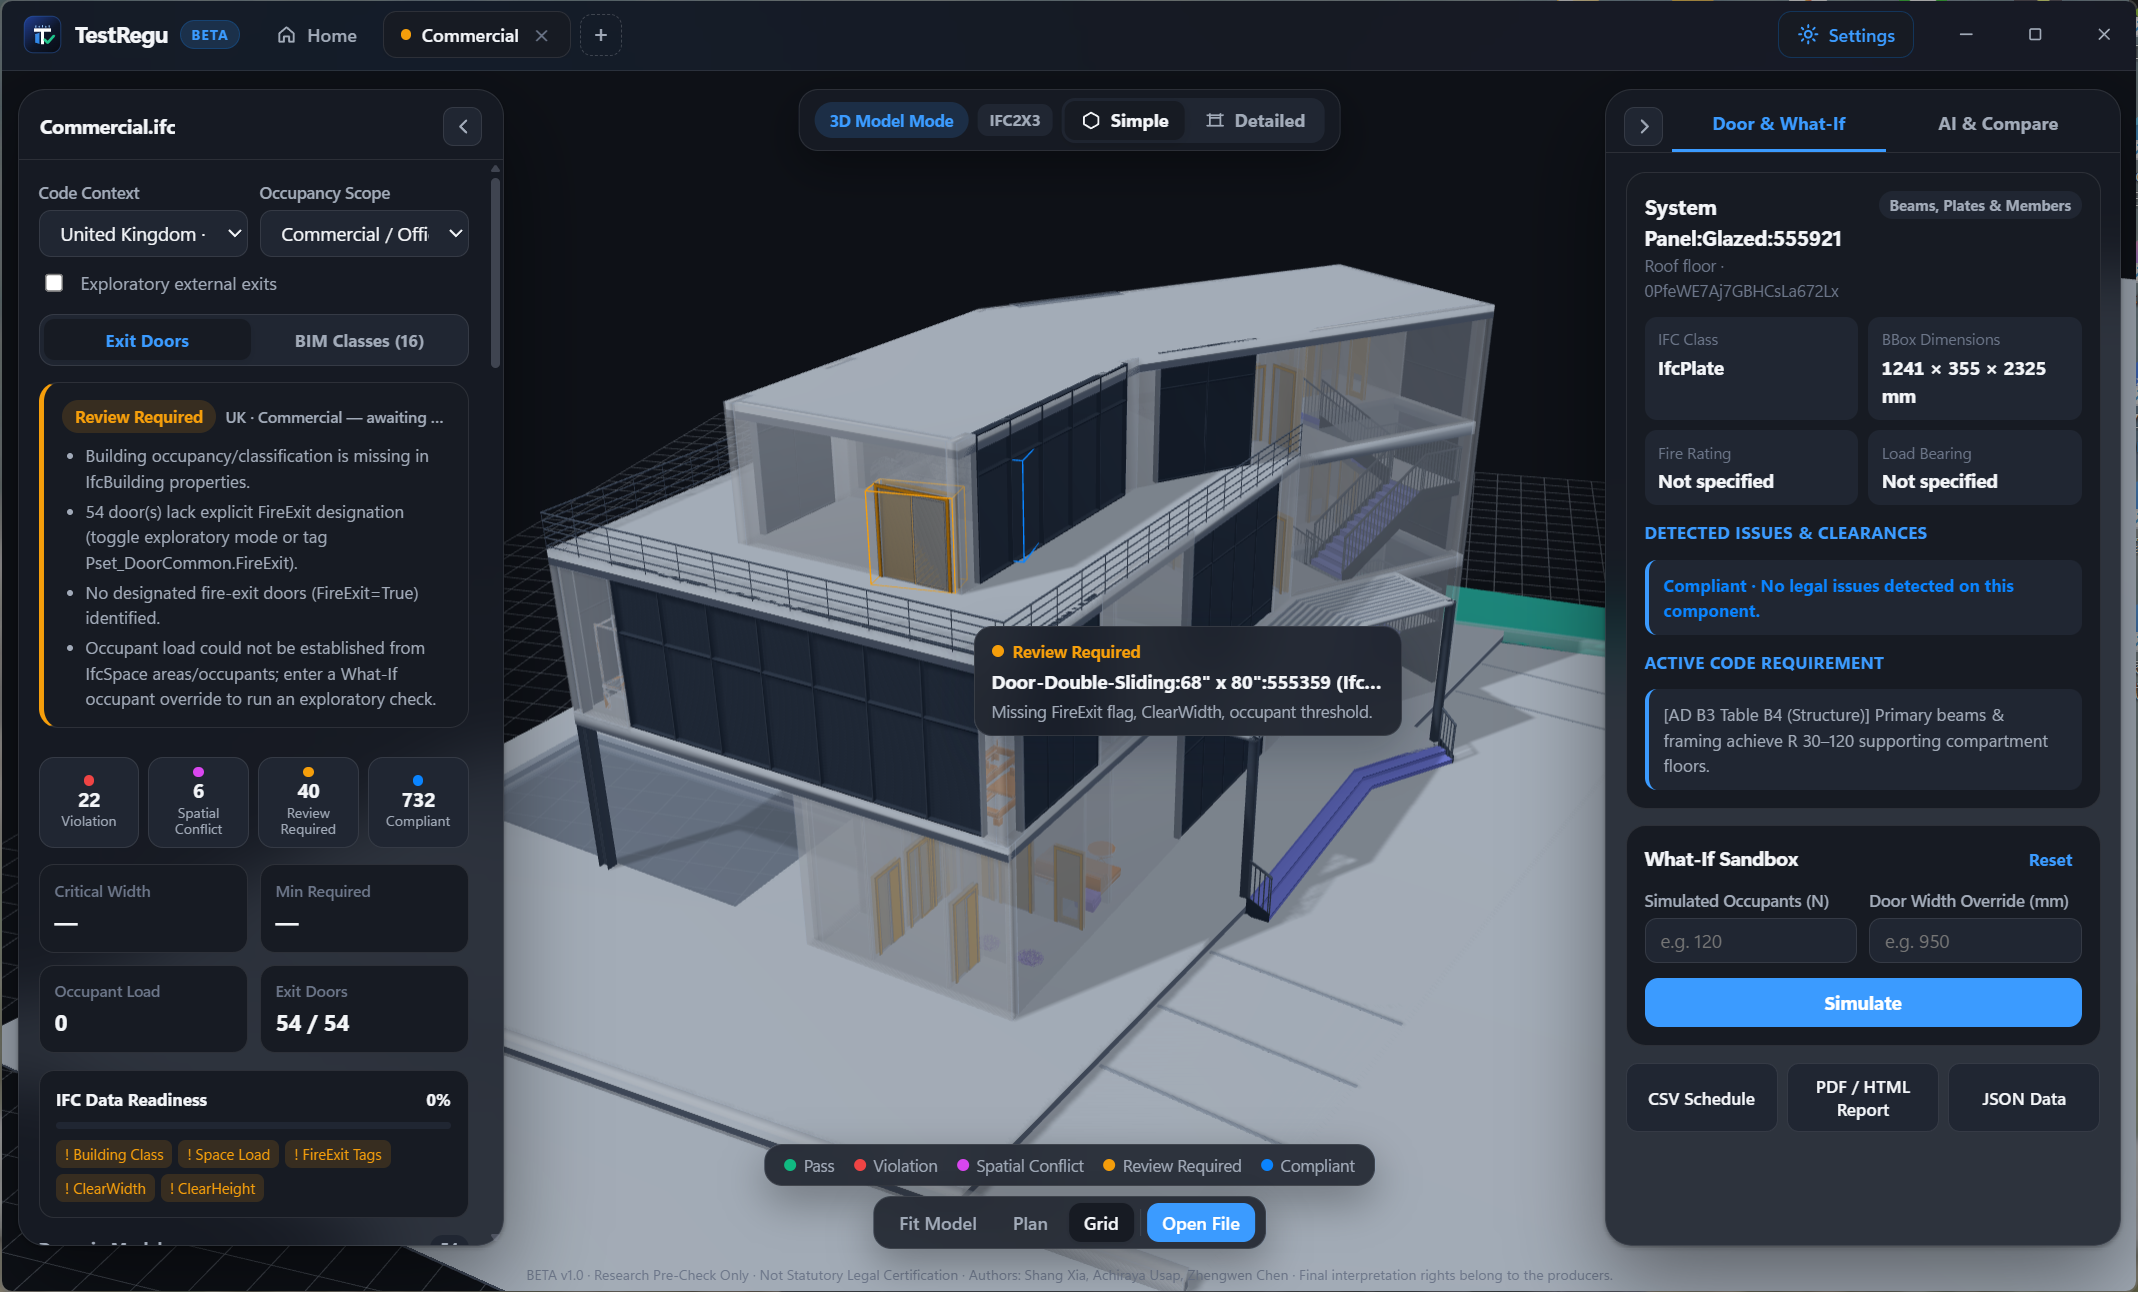 TestRegu BETA Home Commercial + Settings
Commercial.ifc
Code Context Occupancy Scope
United Kingdom · Commercial / Offi
Exploratory external exits
Exit Doors BIM Classes (16)
Review Required UK · Commercial — awaiting ...
• Building occupancy/classification is missing in
IfcBuilding properties.
• 54 door(s) lack explicit FireExit designation
(toggle exploratory mode or tag
Pset_DoorCommon.FireExit).
• No designated fire-exit doors (FireExit=True)
identified.
• Occupant load could not be established from
IfcSpace areas/occupants; enter a What-If
occupant override to run an exploratory check.
22 6 40 732
Violation Spatial Conflict Review Required Compliant
Critical Width Min Required
— —
Occupant Load Exit Doors
0 54 / 54
IFC Data Readiness 0%
! Building Class ! Space Load ! FireExit Tags
! ClearWidth ! ClearHeight
3D Model Mode IFC2X3 Simple Detailed
Review Required
Door-Double-Sliding:68" x 80":555359 (Ifc...
Missing FireExit flag, ClearWidth, occupant threshold.
Pass Violation Spatial Conflict Review Required Compliant
Fit Model Plan Grid Open File
BETA v1.0 · Research Pre-Check Only · Not Statutory Legal Certification · Authors: Shang Xia, Achiraya Usap, Zhengwen Chen · Final interpretation rights belong to the producers.
Door & What-If AI & Compare
System Beams, Plates & Members
Panel:Glazed:555921
Roof floor ·
0PfeWE7Aj7GBHCsLa672Lx
IFC Class BBox Dimensions
IfcPlate 1241 × 355 × 2325
mm
Fire Rating Load Bearing
Not specified Not specified
DETECTED ISSUES & CLEARANCES
Compliant · No legal issues detected on this
component.
ACTIVE CODE REQUIREMENT
[AD B3 Table B4 (Structure)] Primary beams &
framing achieve R 30–120 supporting compartment
floors.
What-If Sandbox Reset
Simulated Occupants (N) Door Width Override (mm)
e.g. 120 e.g. 950
Simulate
CSV Schedule PDF / HTML JSON Data
Report